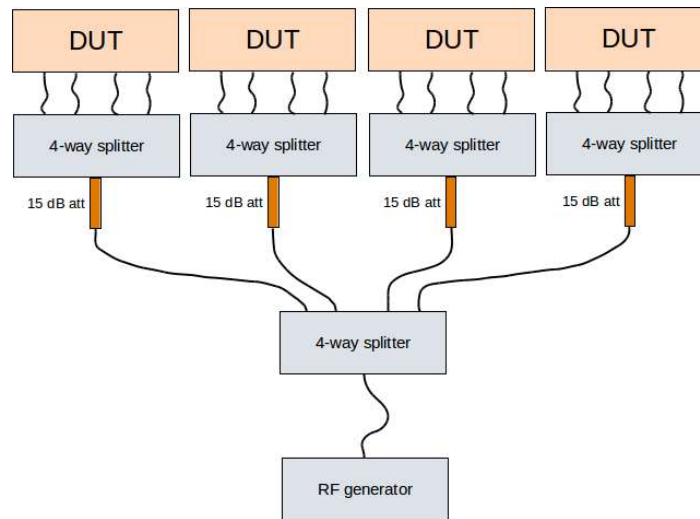 DUT
DUT
DUT
DUT
4-way splitter
4-way splitter
4-way splitter
4-way splitter
15 dB att
15 dB att
15 dB att
15 dB att
4-way splitter
RF generator